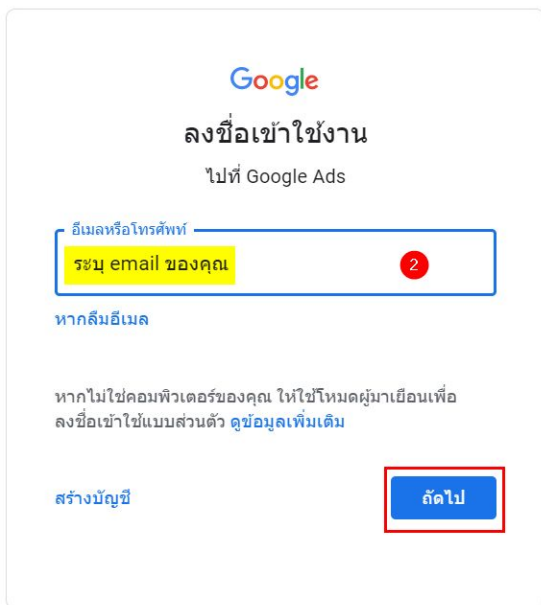 Google
ลงชื่อเข้าใช้งาน
ไปที่ Google Ads
อีเมลหรือโทรศัพท์
ระบุ email ของคุณ
2
หากลืมอีเมล
หากไม่ใช่คอมพิวเตอร์ของคุณ ให้ใช้โหมดผู้มาเยือนเพื่อ
ลงชื่อเข้าใช้แบบส่วนตัว ดูข้อมูลเพิ่มเติม
สร้างบัญชี
ถัดไป